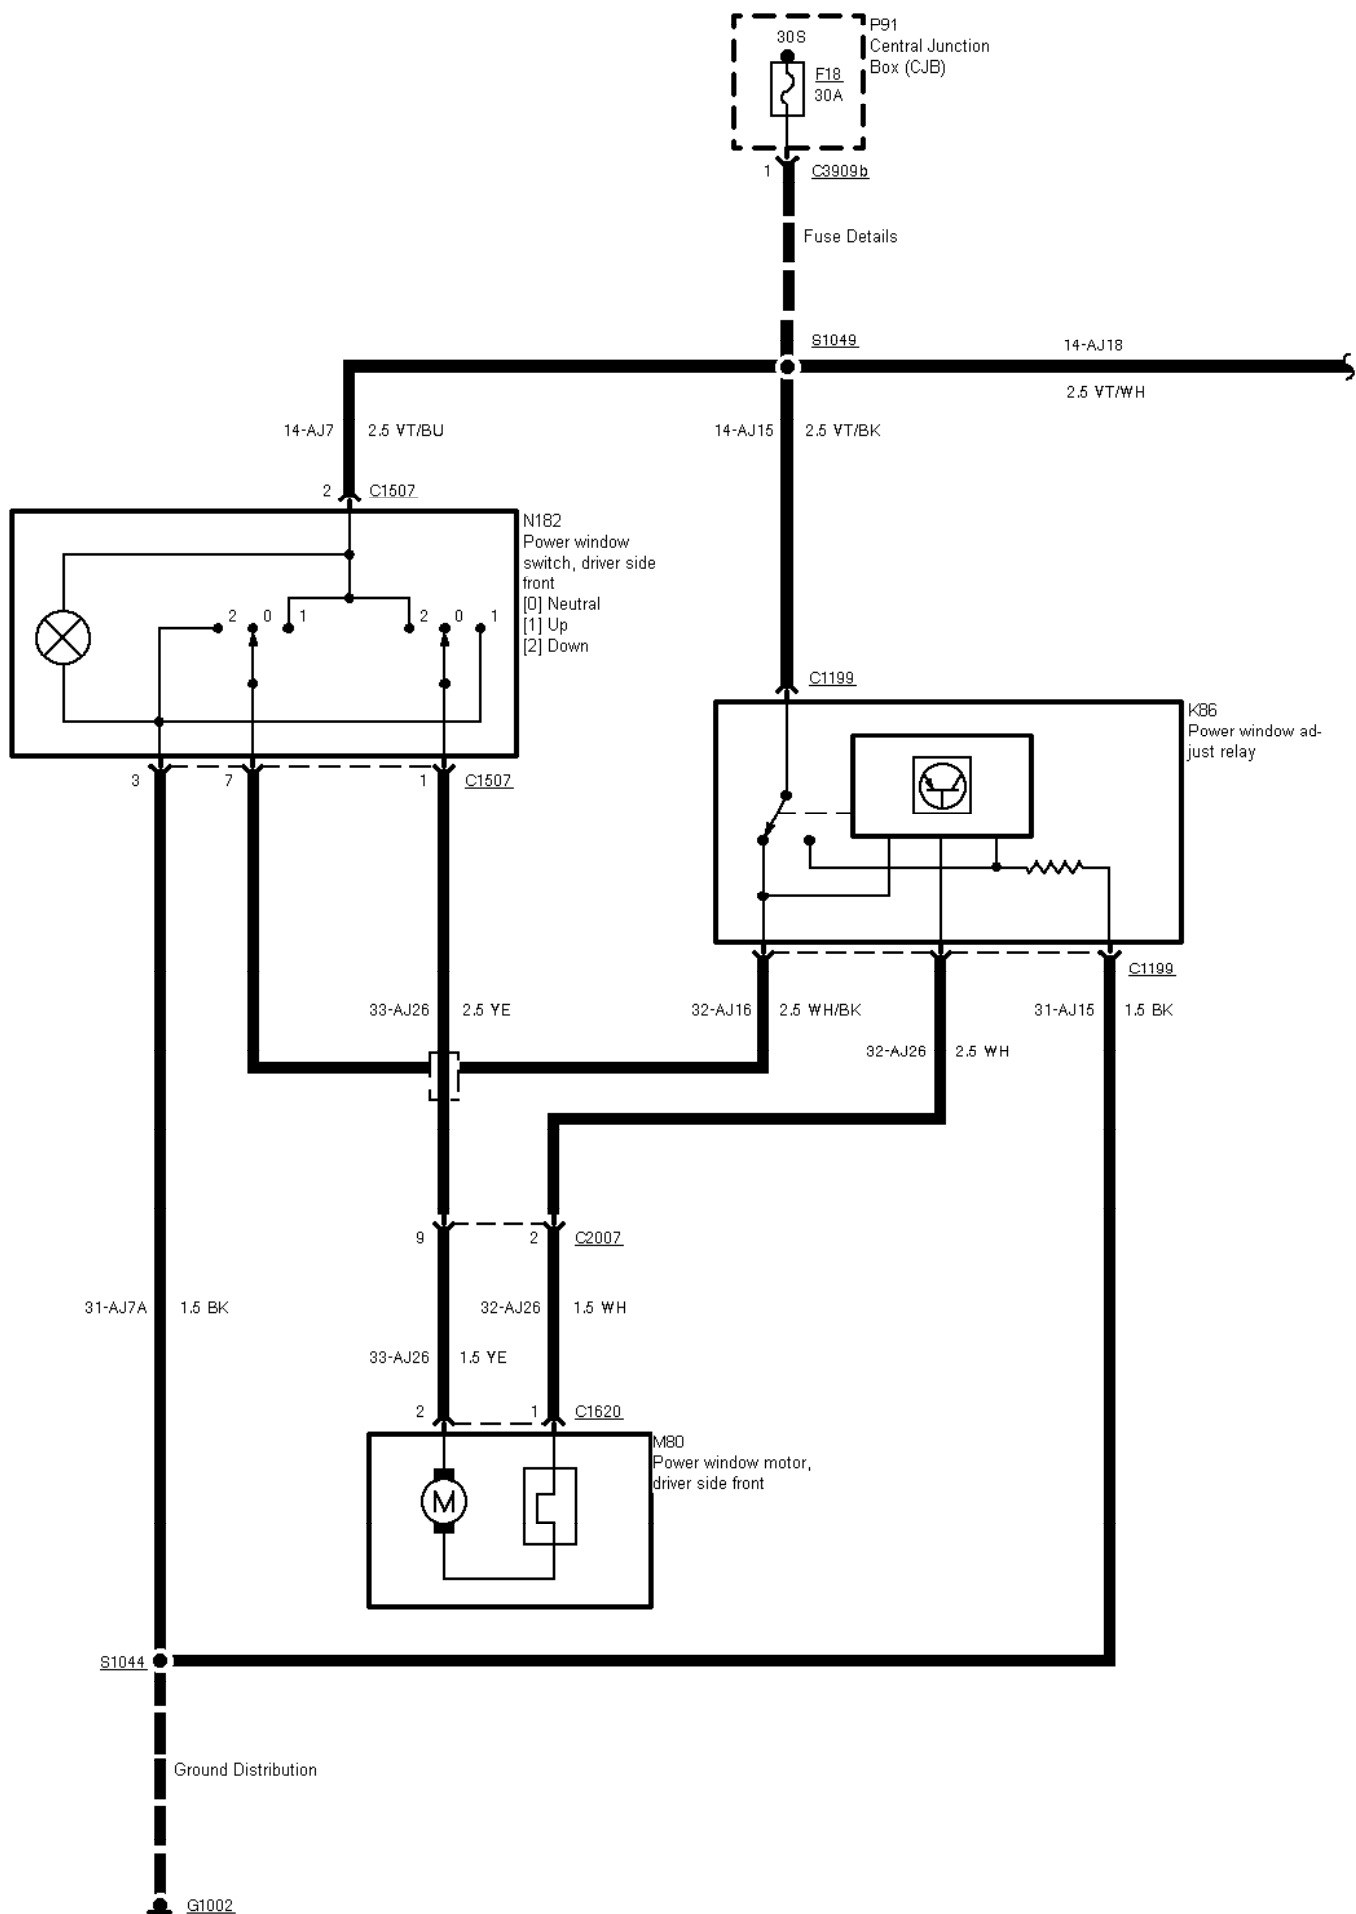 30S
P91
Central Junction
Box (CJB)
F18
30A
1
C3909b
Fuse Details
S1049
14-AJ18
2.5 VT/WH
14-AJ7
2.5 VT/BU
14-AJ15
2.5 VT/BK
2
C1507
N182
Power window
switch, driver side
front
[0] Neutral
[1] Up
[2] Down
2
0
1
2
0
1
C1199
K86
Power window ad-
just relay
3
7
1
C1507
C1199
33-AJ26
2.5 YE
32-AJ16
2.5 WH/BK
31-AJ15
1.5 BK
32-AJ26
2.5 WH
9
2
C2007
31-AJ7A
1.5 BK
32-AJ26
1.5 WH
33-AJ26
1.5 YE
2
1
C1620
M80
Power window motor,
driver side front
M
S1044
Ground Distribution
G1002